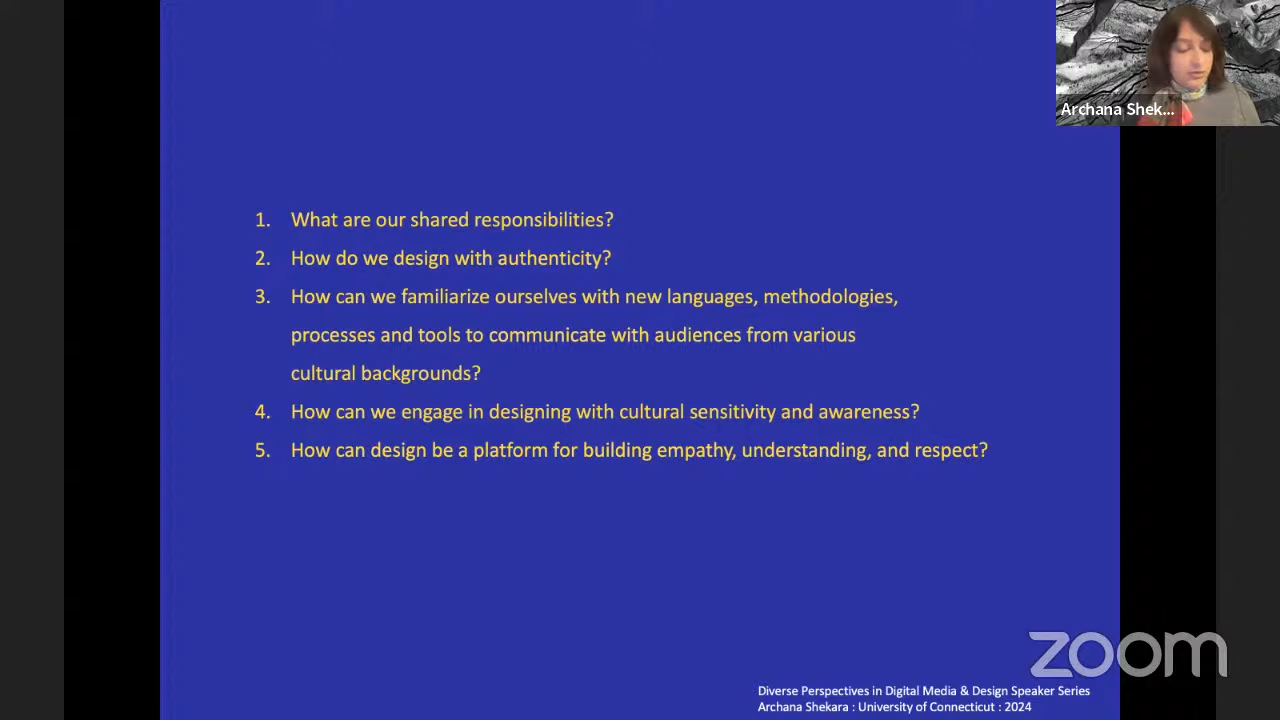 Archana Shek...
1. What are our shared responsibilities?
2. How do we design with authenticity?
3. How can we familiarize ourselves with new languages, methodologies,
processes and tools to communicate with audiences from various
cultural backgrounds?
4. How can we engage in designing with cultural sensitivity and awareness?
5. How can design be a platform for building empathy, understanding, and respect?
zoom
Diverse Perspectives in Digital Media & Design Speaker Series
Archana Shekara : University of Connecticut : 2024